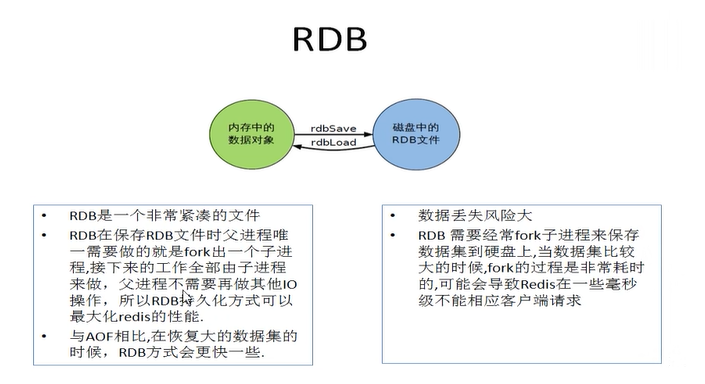 RDB
内存中的
数据对象
rdbSave
rdbLoad
磁盘中的
RDB文件
• RDB是一个非常紧凑的文件
• RDB在保存RDB文件时父进程唯
一需要做的就是fork出一个子进
程,接下来的工作全部由子进程
来做，父进程不需要再做其他IO
操作，所以RDB持久化方式可以
最大化redis的性能.
• 与AOF相比,在恢复大的数据集的
时候，RDB方式会更快一些.
• 数据丢失风险大
• RDB 需要经常fork子进程来保存
数据集到硬盘上,当数据集比较
大的时候,fork的过程是非常耗时
的,可能会导致Redis在一些毫秒
级不能相应客户端请求